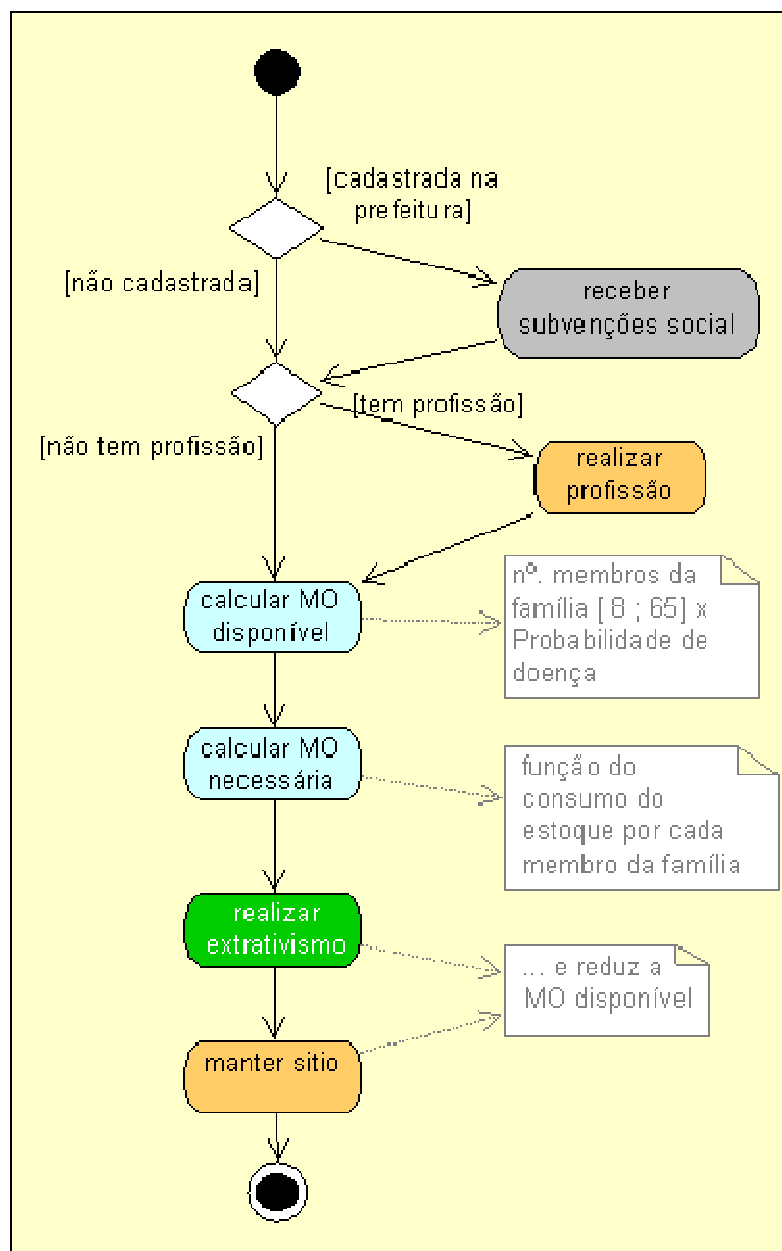 [cadastrada na
prefeitura]
[não cadastrada]
receber
subvenções social
[tem profissão]
[não tem profissão]
realizar
profissão
calcular MO
disponível
nº. membros da
família [ 8 ; 65] x
Probabilidade de
doença
calcular MO
necessária
função do
consumo do
estoque por cada
membro da família
realizar
extrativismo
... e reduz a
MO disponível
manter sitio